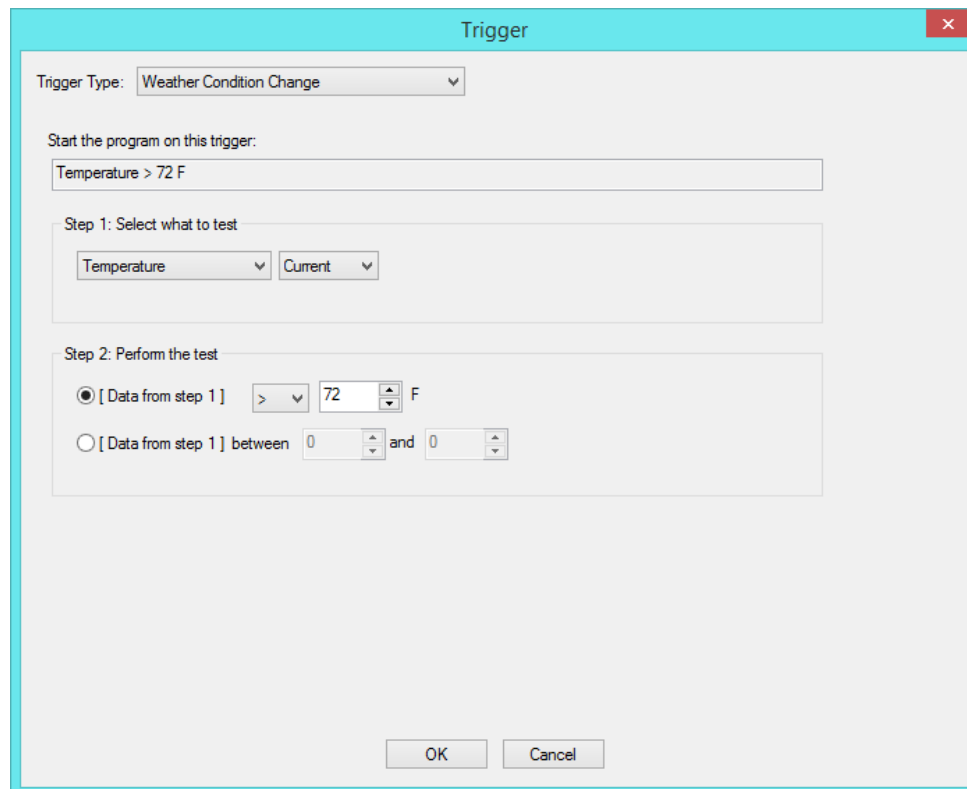 Trigger
Trigger Type: Weather Condition Change
Start the program on this trigger:
Temperature > 72 F
Step 1: Select what to test
Temperature Current
Step 2: Perform the test
[ Data from step 1 ] > 72 F
[ Data from step 1 ] between 0 and 0
OK Cancel